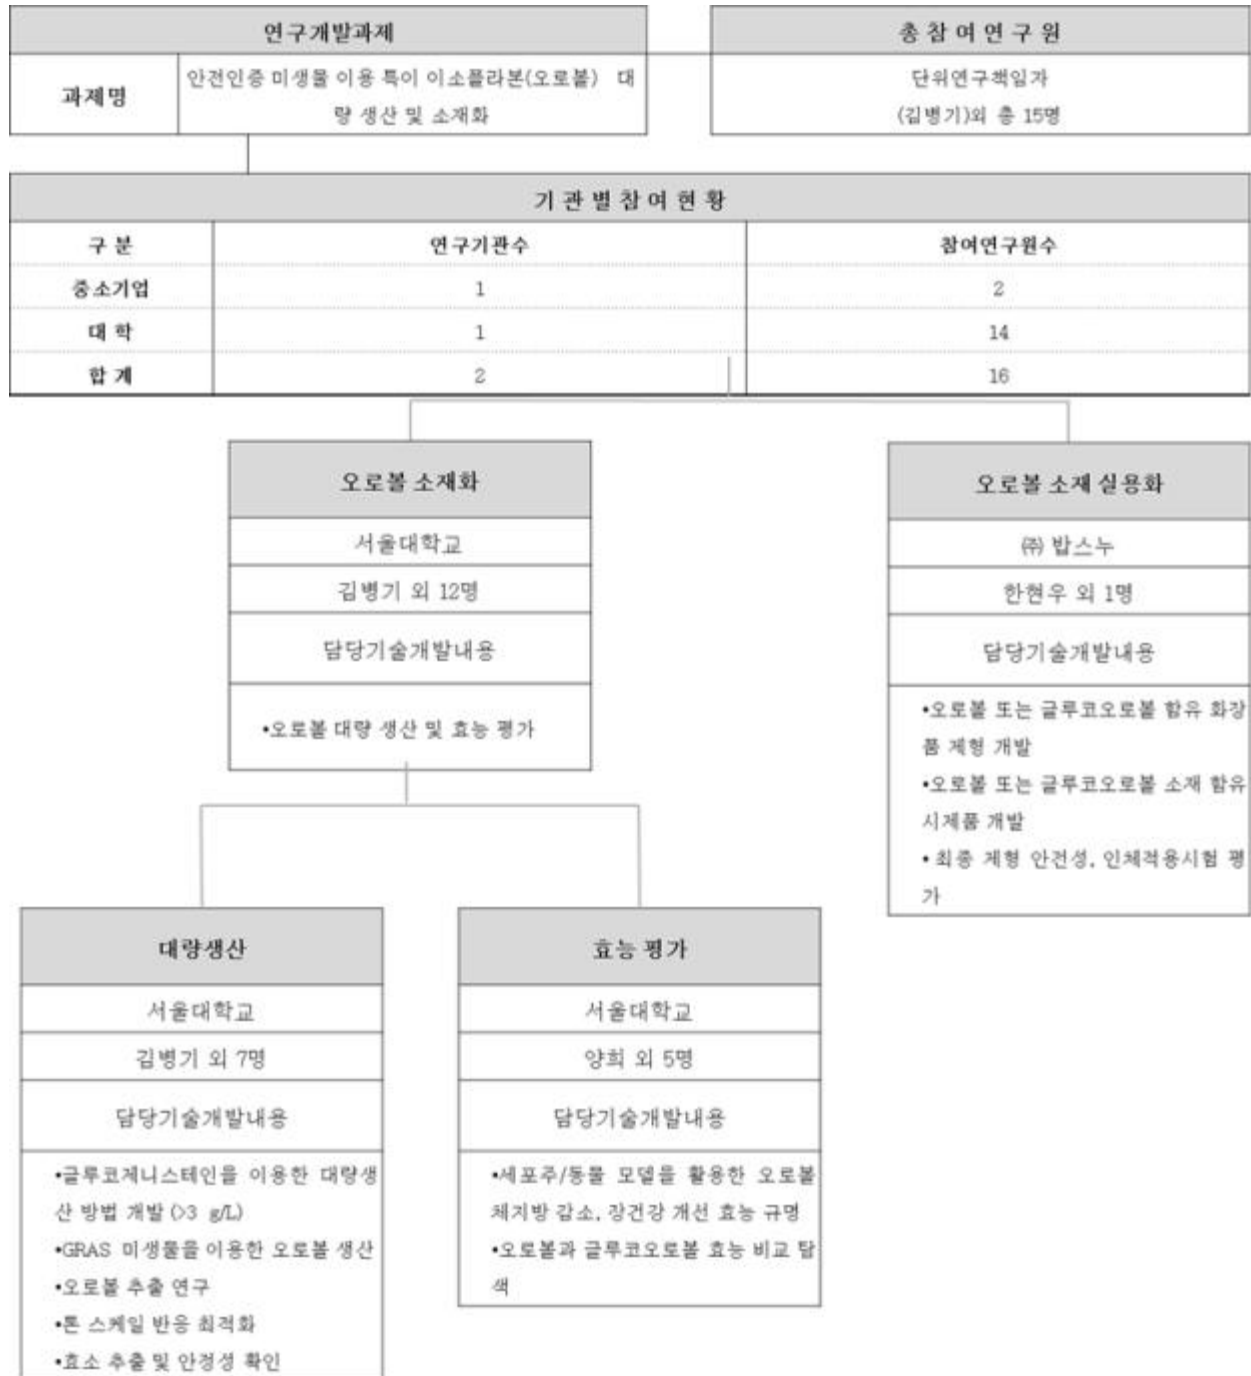 연구개발과제
총 참 여 연 구 원
과제명
안전인증 미생물 이용 특이 이소플라본(오로볼) 대
량 생산 및 소재화
단위연구책임자
(김병기)외 총 15명
기 관 별 참 여 현 황
구 분 연구기관수 참여연구원수
중소기업 1 2
대 학 1 14
합 계 2 16
오로볼 소재화
서울대학교
김병기 외 12명
담당기술개발내용
•오로볼 대량 생산 및 효능 평가
오로볼 소재 실용화
㈜ 밥스누
한현우 외 1명
담당기술개발내용
•오로볼 또는 글루코오로볼 함유 화장
품 제형 개발
•오로볼 또는 글루코오로볼 소재 함유
시제품 개발
• 최종 제형 안전성, 인체적용시험 평
가
대량생산
서울대학교
김병기 외 7명
담당기술개발내용
•글루코제니스테인을 이용한 대량생
산 방법 개발 (>3 g/L)
•GRAS 미생물을 이용한 오로볼 생산
•오로볼 추출 연구
•톤 스케일 반응 최적화
•효소 추출 및 안정성 확인
효능 평가
서울대학교
양희 외 5명
담당기술개발내용
•세포주/동물 모델을 활용한 오로볼
체지방 감소, 장건강 개선 효능 규명
•오로볼과 글루코오로볼 효능 비교 탐
색